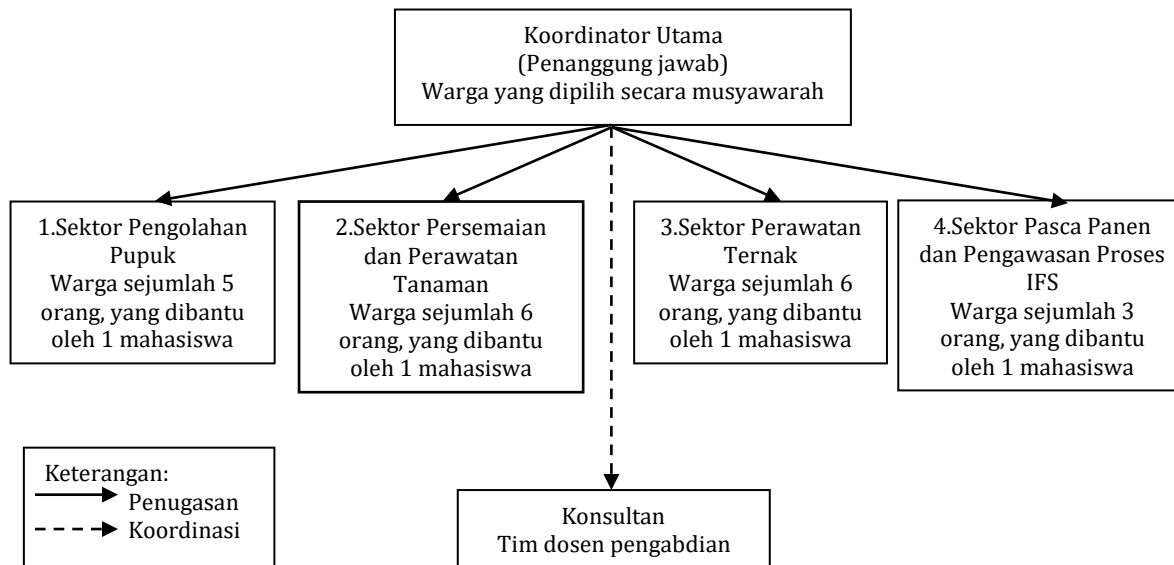 Koordinator Utama
(Penanggung jawab)
Warga yang dipilih secara musyawarah
1.Sektor Pengolahan
Pupuk
Warga sejumlah 5
orang, yang dibantu
oleh 1 mahasiswa
2.Sektor Persemaian
dan Perawatan
Tanaman
Warga sejumlah 6
orang, yang dibantu
oleh 1 mahasiswa
3.Sektor Perawatan
Ternak
Warga sejumlah 6
orang, yang dibantu
oleh 1 mahasiswa
4.Sektor Pasca Panen
dan Pengawasan Proses
IFS
Warga sejumlah 3
orang, yang dibantu
oleh 1 mahasiswa
Keterangan:
Penugasan
Koordinasi
Konsultan
Tim dosen pengabdian